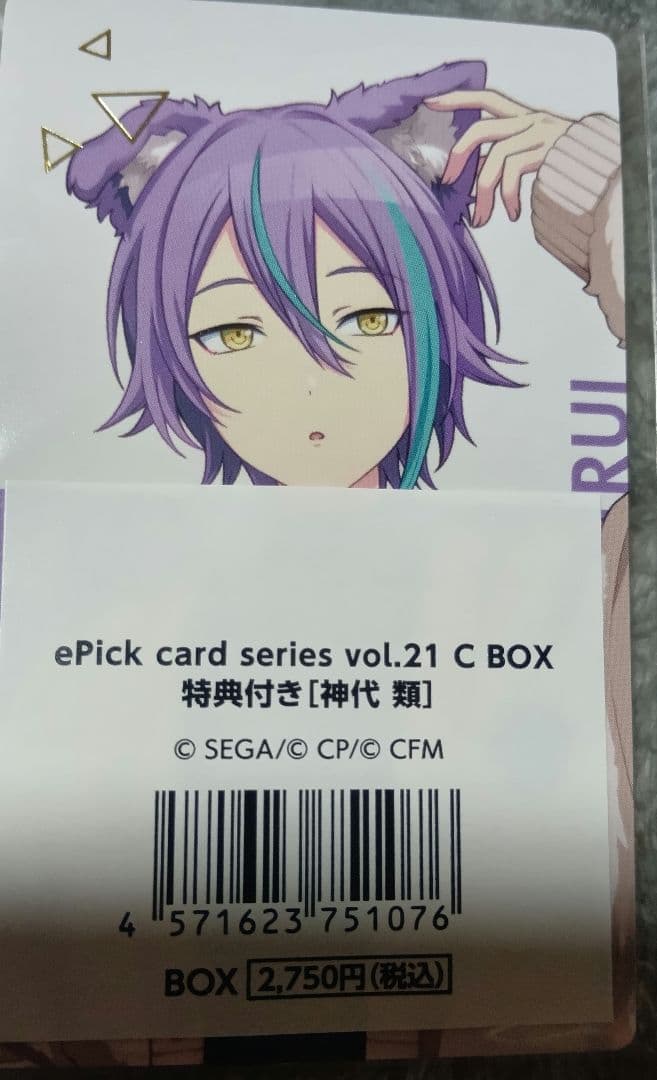 RUI
ePick card series vol.21 C BOX
特典付き[神代 類]
© SEGA/© CP/© CFM
4 571623 751076
BOX 2,750円(税込)